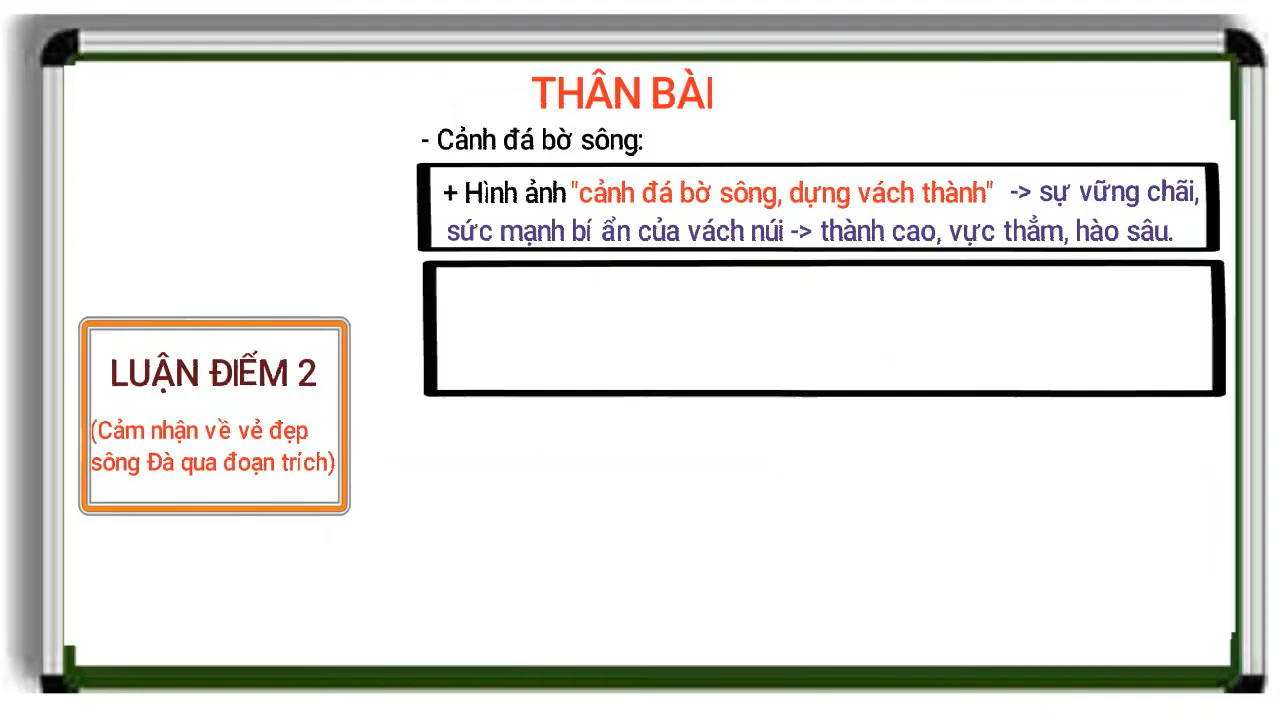 THÂN BÀI
- Cảnh đá bờ sông:
+ Hình ảnh "cảnh đá bờ sông, dựng vách thành" -> sự vững chãi,
sức mạnh bí ẩn của vách núi -> thành cao, vực thẳm, hào sâu.
LUẬN ĐIỂM 2
(Cảm nhận về vẻ đẹp
sông Đà qua đoạn trích)